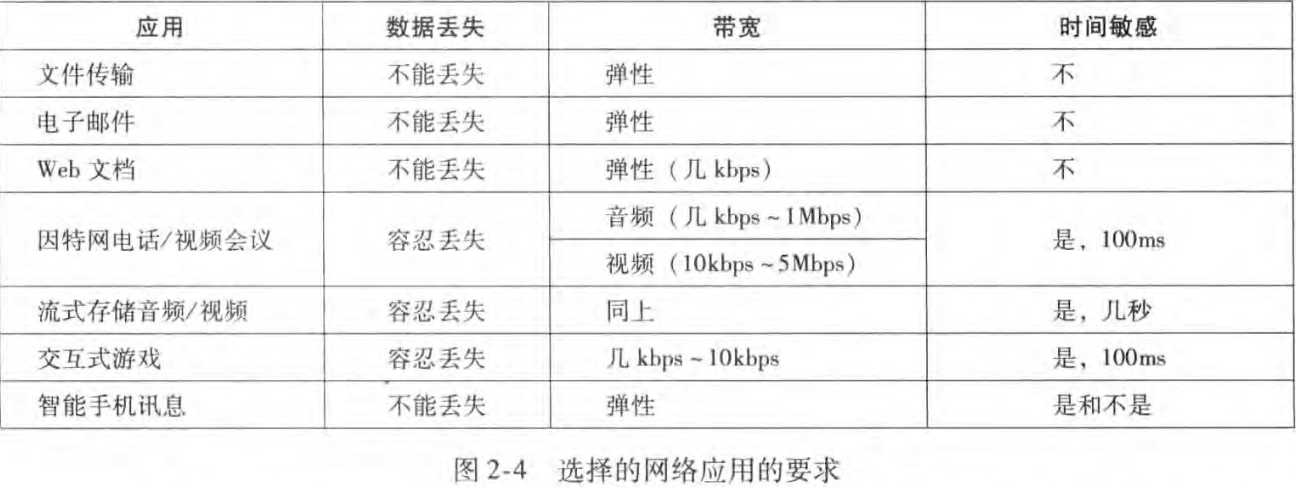 应用 数据丢失 带宽 时间敏感
文件传输 不能丢失 弹性 不
电子邮件 不能丢失 弹性 不
Web 文档 不能丢失 弹性（几 kbps） 不
因特网电话/视频会议 容忍丢失 音频（几 kbps ~ 1Mbps） 是，100ms
视频（10kbps ~ 5Mbps）
流式存储音频/视频 容忍丢失 同上 是，几秒
交互式游戏 容忍丢失 几 kbps ~ 10kbps 是，100ms
智能手机讯息 不能丢失 弹性 是和不是
图 2-4 选择的网络应用的要求